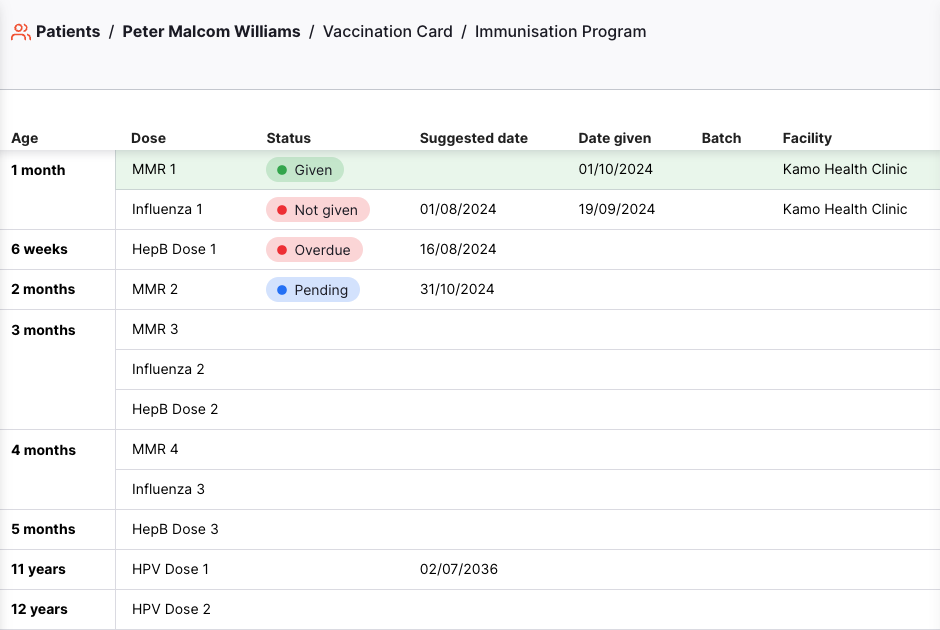 Patients / Peter Malcom Williams / Vaccination Card / Immunisation Program
Age Dose Status Suggested date Date given Batch Facility
1 month MMR 1 Given 01/10/2024 Kamo Health Clinic
Influenza 1 Not given 01/08/2024 19/09/2024 Kamo Health Clinic
6 weeks HepB Dose 1 Overdue 16/08/2024
2 months MMR 2 Pending 31/10/2024
3 months MMR 3
Influenza 2
HepB Dose 2
4 months MMR 4
Influenza 3
5 months HepB Dose 3
11 years HPV Dose 1 02/07/2036
12 years HPV Dose 2